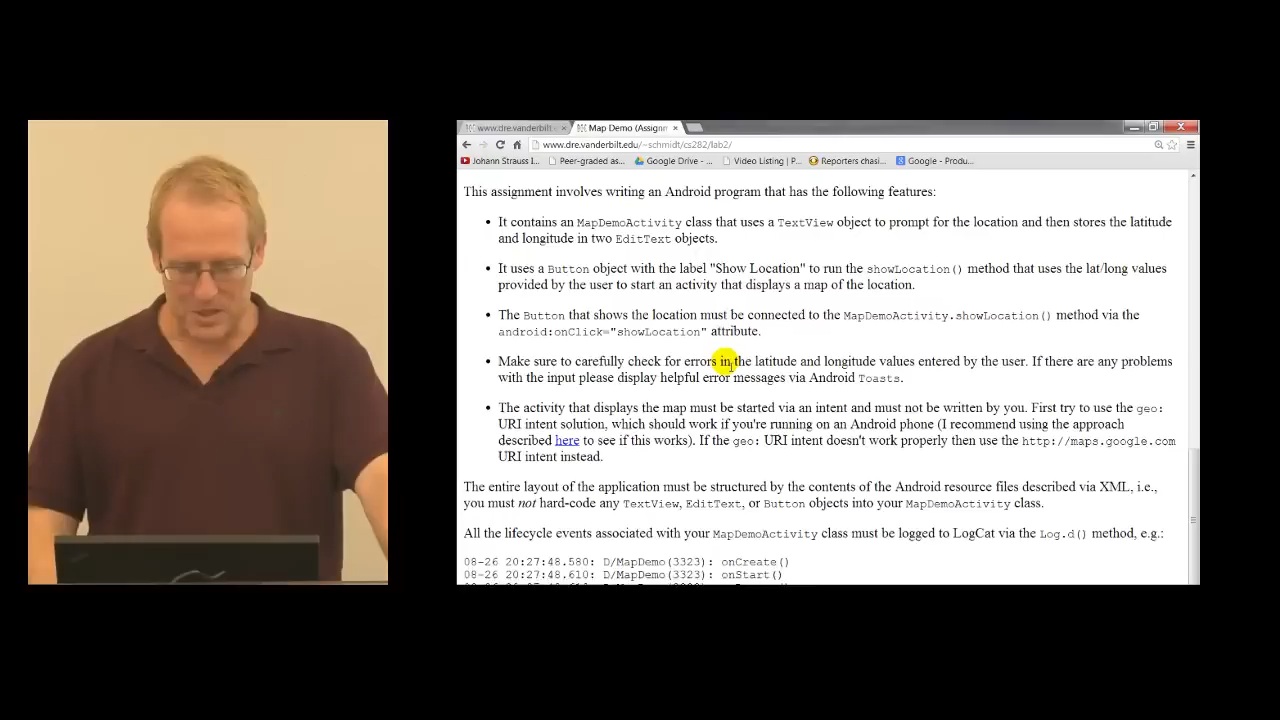 www.dre.vanderbilt -
Map Demo (Assignm
www.dre.vanderbilt.edu/~schmidt/cs282/lab2/
Johann Strauss I...
Peer-graded as...
Google Drive - ...
Video Listing | P...
Reporters chasi...
Google - Produ...
This assignment involves writing an Android program that has the following features:
• It contains an MapDemoActivity class that uses a TextView object to prompt for the location and then stores the latitude
and longitude in two EditText objects.
• It uses a Button object with the label "Show Location" to run the showLocation() method that uses the lat/long values
provided by the user to start an activity that displays a map of the location.
• The Button that shows the location must be connected to the MapDemoActivity.showLocation() method via the
android:onClick="showLocation" attribute.
• Make sure to carefully check for errors in the latitude and longitude values entered by the user. If there are any problems
with the input please display helpful error messages via Android Toasts.
• The activity that displays the map must be started via an intent and must not be written by you. First try to use the geo:
URI intent solution, which should work if you're running on an Android phone (I recommend using the approach
described here to see if this works). If the geo: URI intent doesn't work properly then use the http://maps.google.com
URI intent instead.
The entire layout of the application must be structured by the contents of the Android resource files described via XML, i.e.,
you must not hard-code any TextView, EditText, or Button objects into your MapDemoActivity class.
All the lifecycle events associated with your MapDemoActivity class must be logged to LogCat via the Log.d() method, e.g.:
08-26 20:27:48.580: D/MapDemo(3323): onCreate()
08-26 20:27:48.610: D/MapDemo(3323): onStart()